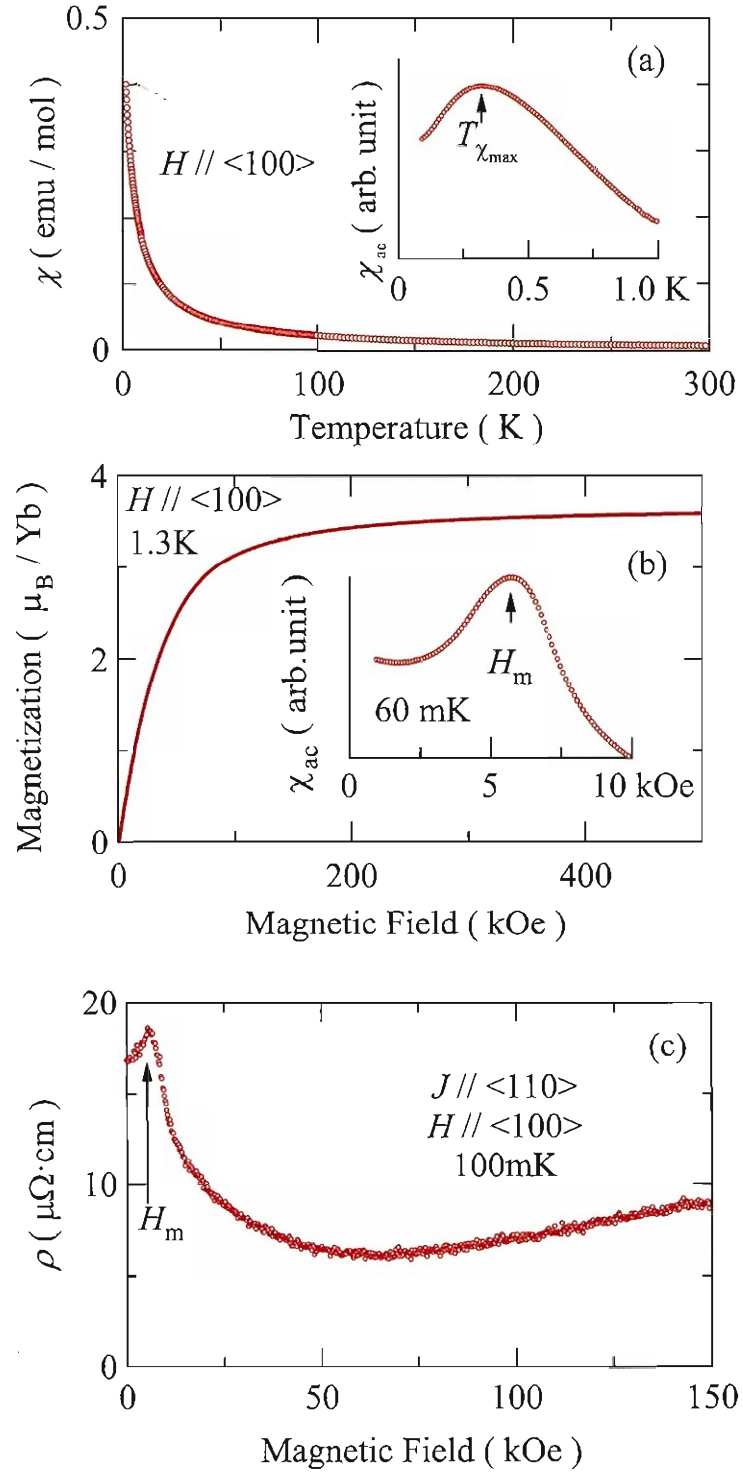 0.5
(a)
χ ( emu / mol )
H // <100>
χac ( arb. unit )
Tχmax
0 0.5 1.0 K
0
0 100 200 300
Temperature ( K )
4
H // <100>
1.3K
(b)
Magnetization ( μB / Yb )
χac ( arb.unit )
Hm
60 mK
2
0 5 10 kOe
0
0 200 400
Magnetic Field ( kOe )
20
(c)
J // <110>
H // <100>
100mK
ρ ( μΩ·cm )
10
Hm
0
0 50 100 150
Magnetic Field ( kOe )